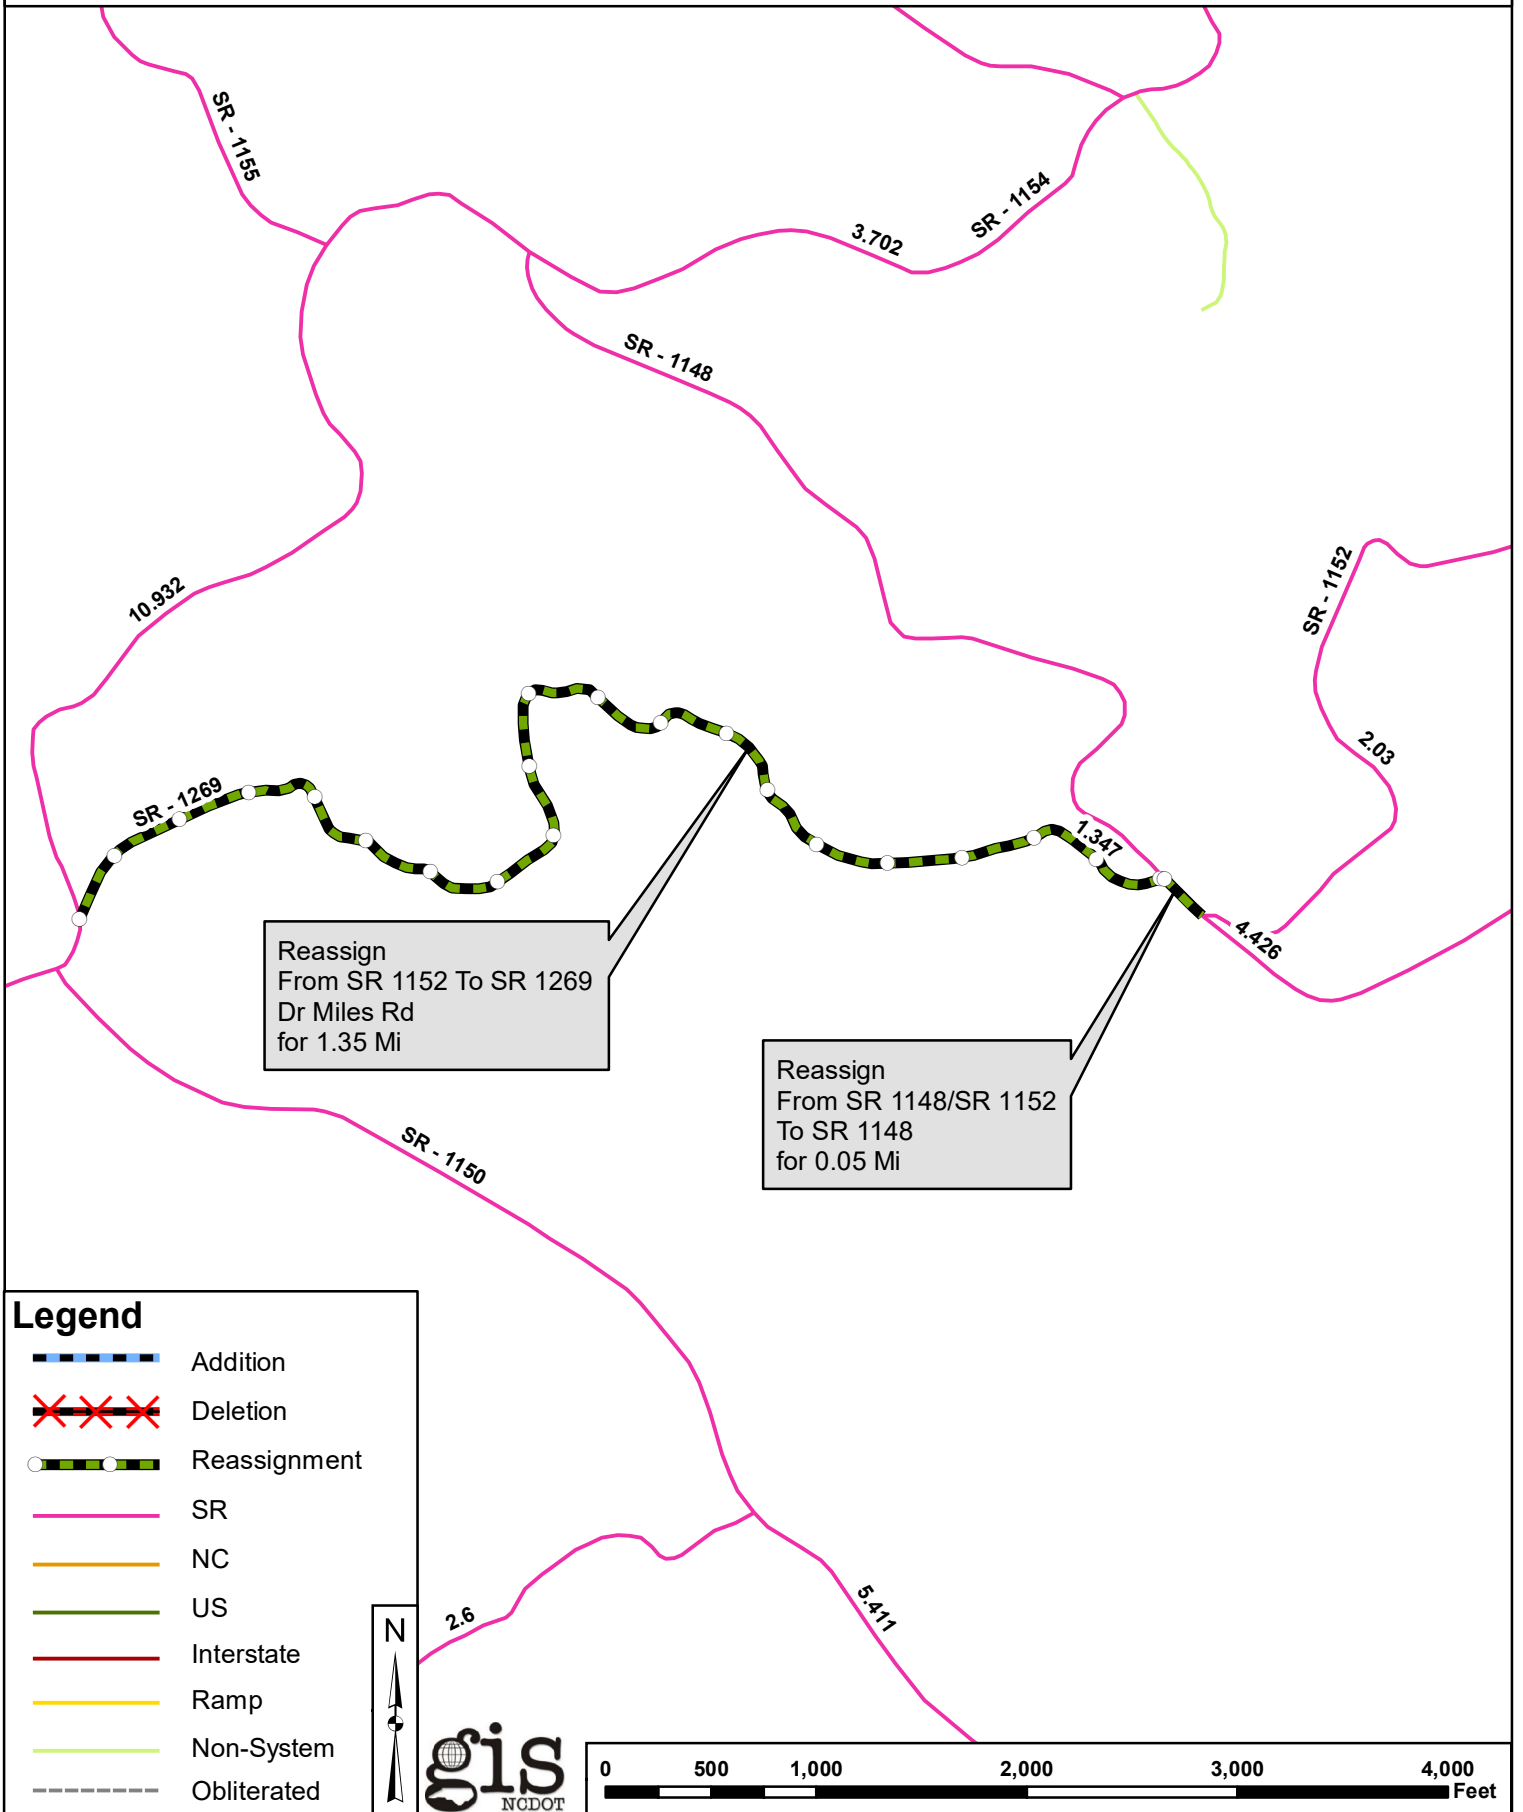 SR - 1155
SR - 1154
3.702
SR - 1148
10.932
SR - 1152
2.03
SR - 1269
1.347
4.426
Reassign
From SR 1152 To SR 1269
Dr Miles Rd
for 1.35 Mi
Reassign
From SR 1148/SR 1152
To SR 1148
for 0.05 Mi
SR - 1150
2.6
5.411
Legend
Addition
Deletion
Reassignment
SR
NC
US
Interstate
Ramp
Non-System
Obliterated
N
gis
NCDOT
0 500 1,000 2,000 3,000 4,000
Feet